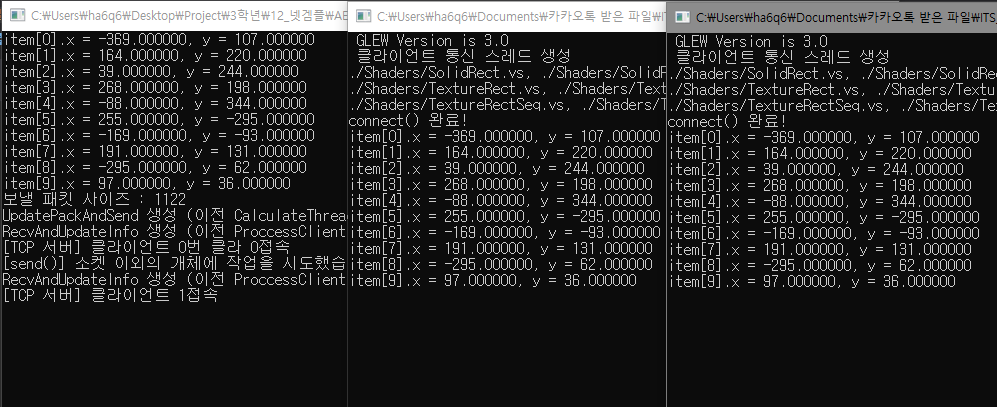 C:₩Users₩ha6q6₩Desktop₩Project₩3학년₩12_넷겜플₩AB
item[0].x = -369.000000, y = 107.000000
item[1].x = 164.000000, y = 220.000000
item[2].x = 39.000000, y = 244.000000
item[3].x = 268.000000, y = 198.000000
item[4].x = -88.000000, y = 344.000000
item[5].x = 255.000000, y = -295.000000
item[6].x = -169.000000, y = -93.000000
item[7].x = 191.000000, y = 131.000000
item[8].x = -295.000000, y = 62.000000
item[9].x = 97.000000, y = 36.000000
보낼 패킷 사이즈 : 1122
UpdatePackAndSend 생성 (이전 CalculateThrea
RecvAndUpdateInfo 생성 (이전 ProccessClient
[TCP 서버] 클라이언트 0번 클라 0접속
[send()] 소켓 이외의 개체에 작업을 시도했습
RecvAndUpdateInfo 생성 (이전 ProccessClient
[TCP 서버] 클라이언트 1접속
C:₩Users₩ha6q6₩Documents₩카카오톡 받은 파일₩IT
GLEW Version is 3.0
클라이언트 통신 스레드 생성
./Shaders/SolidRect.vs, ./Shaders/SolidR
./Shaders/TextureRect.vs, ./Shaders/Text
./Shaders/TextureRectSeq.vs, ./Shaders/T
connect() 완료!
item[0].x = -369.000000, y = 107.000000
item[1].x = 164.000000, y = 220.000000
item[2].x = 39.000000, y = 244.000000
item[3].x = 268.000000, y = 198.000000
item[4].x = -88.000000, y = 344.000000
item[5].x = 255.000000, y = -295.000000
item[6].x = -169.000000, y = -93.000000
item[7].x = 191.000000, y = 131.000000
item[8].x = -295.000000, y = 62.000000
item[9].x = 97.000000, y = 36.000000
C:₩Users₩ha6q6₩Documents₩카카오톡 받은 파일₩ITS_
GLEW Version is 3.0
클라이언트 통신 스레드 생성
./Shaders/SolidRect.vs, ./Shaders/SolidRec
./Shaders/TextureRect.vs, ./Shaders/Textur
./Shaders/TextureRectSeq.vs, ./Shaders/Tex
connect() 완료!
item[0].x = -369.000000, y = 107.000000
item[1].x = 164.000000, y = 220.000000
item[2].x = 39.000000, y = 244.000000
item[3].x = 268.000000, y = 198.000000
item[4].x = -88.000000, y = 344.000000
item[5].x = 255.000000, y = -295.000000
item[6].x = -169.000000, y = -93.000000
item[7].x = 191.000000, y = 131.000000
item[8].x = -295.000000, y = 62.000000
item[9].x = 97.000000, y = 36.000000